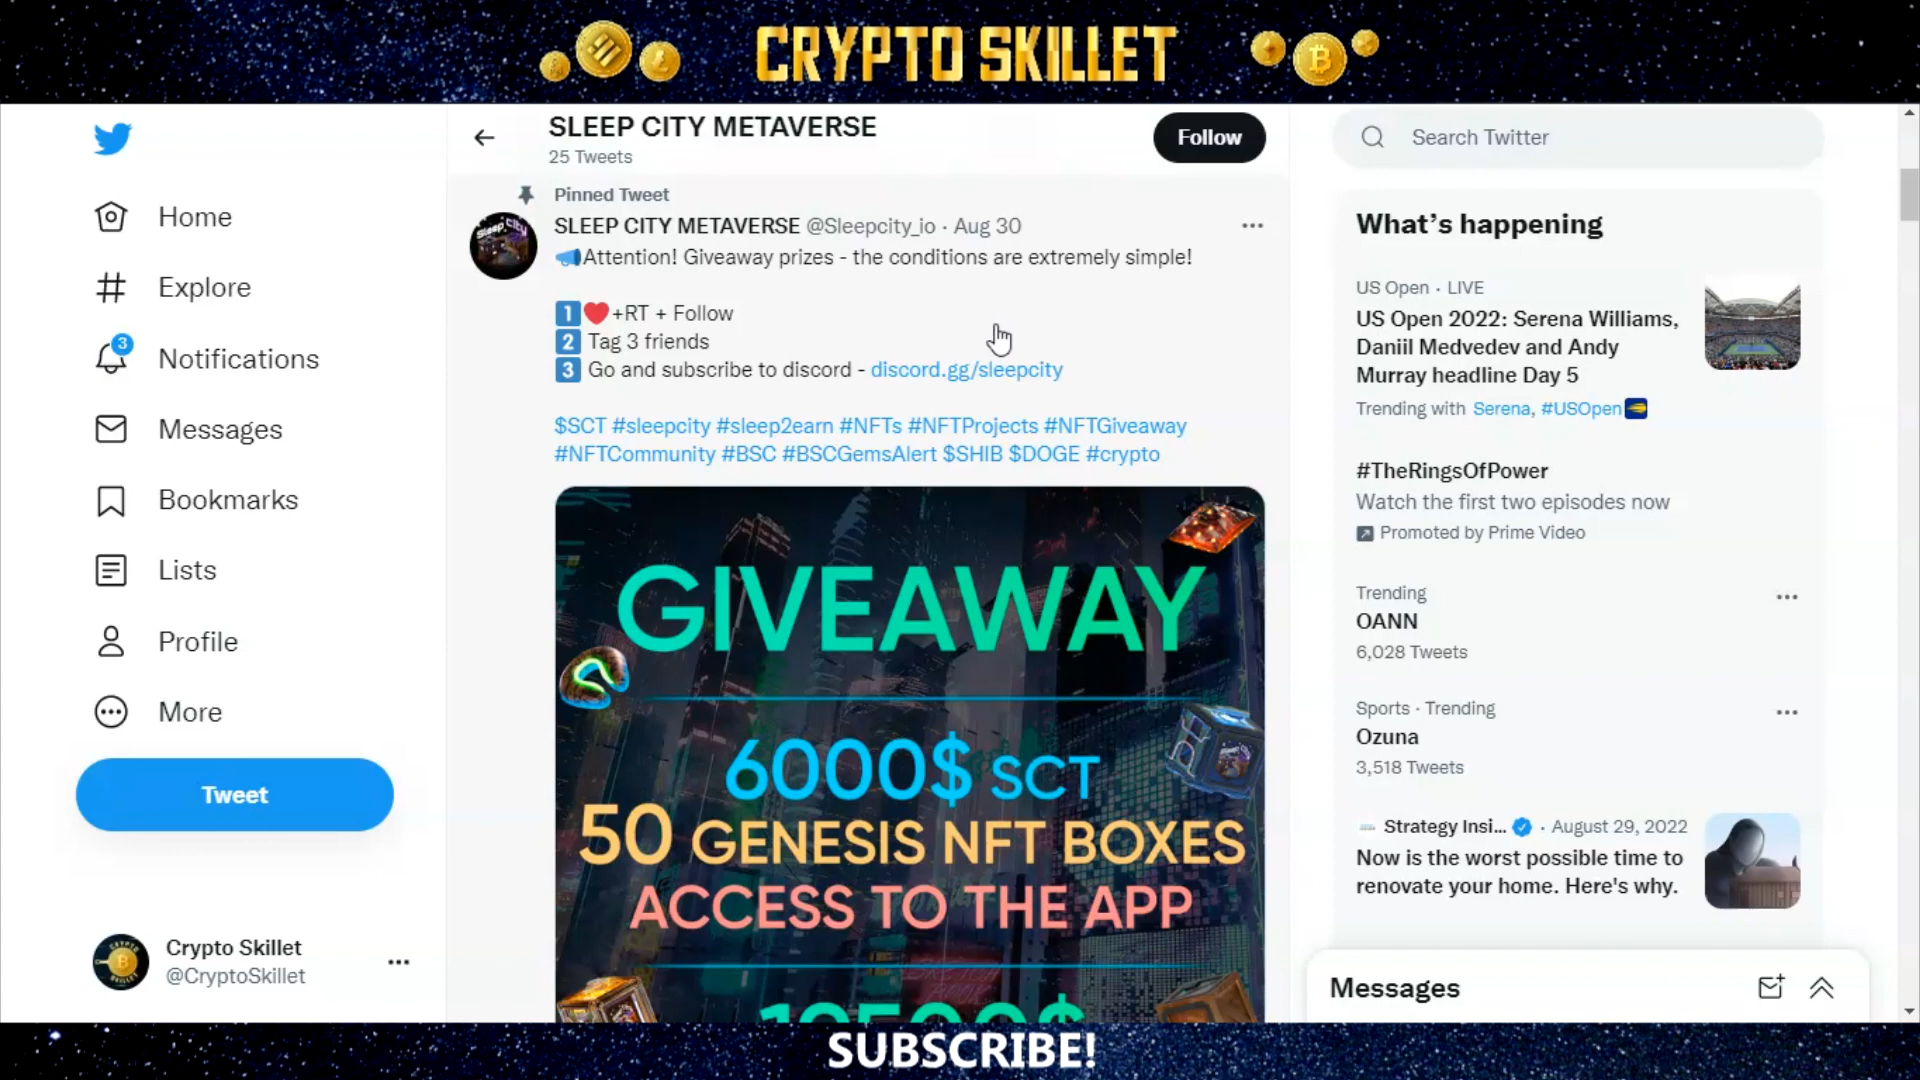 CRYPTO SKILLET
SLEEP CITY METAVERSE
25 Tweets
Follow
Search Twitter
Home
Explore
3
Notifications
Messages
Bookmarks
Lists
Profile
More
Tweet
Crypto Skillet
@CryptoSkillet
Pinned Tweet
SLEEP CITY METAVERSE @Sleepcity_io · Aug 30
Attention! Giveaway prizes - the conditions are extremely simple!
1 ❤️+RT + Follow
2 Tag 3 friends
3 Go and subscribe to discord - discord.gg/sleepcity
$SCT #sleepcity #sleep2earn #NFTs #NFTProjects #NFTGiveaway
#NFTCommunity #BSC #BSCGemsAlert $SHIB $DOGE #crypto
GIVEAWAY
6000$ SCT
50 GENESIS NFT BOXES
ACCESS TO THE APP
What's happening
US Open · LIVE
US Open 2022: Serena Williams,
Daniil Medvedev and Andy
Murray headline Day 5
Trending with Serena, #USOpen
#TheRingsOfPower
Watch the first two episodes now
Promoted by Prime Video
Trending
OANN
6,028 Tweets
Sports · Trending
Ozuna
3,518 Tweets
Strategy Insi... · August 29, 2022
Now is the worst possible time to
renovate your home. Here's why.
Messages
SUBSCRIBE!